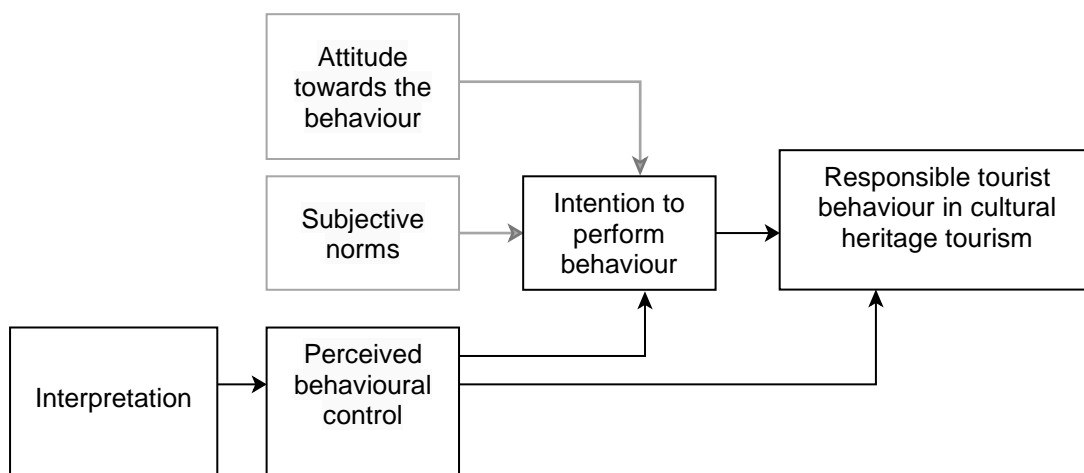 Attitude
towards the
behaviour
Subjective
norms
Intention to
perform
behaviour
Responsible tourist
behaviour in cultural
heritage tourism
Interpretation
Perceived
behavioural
control